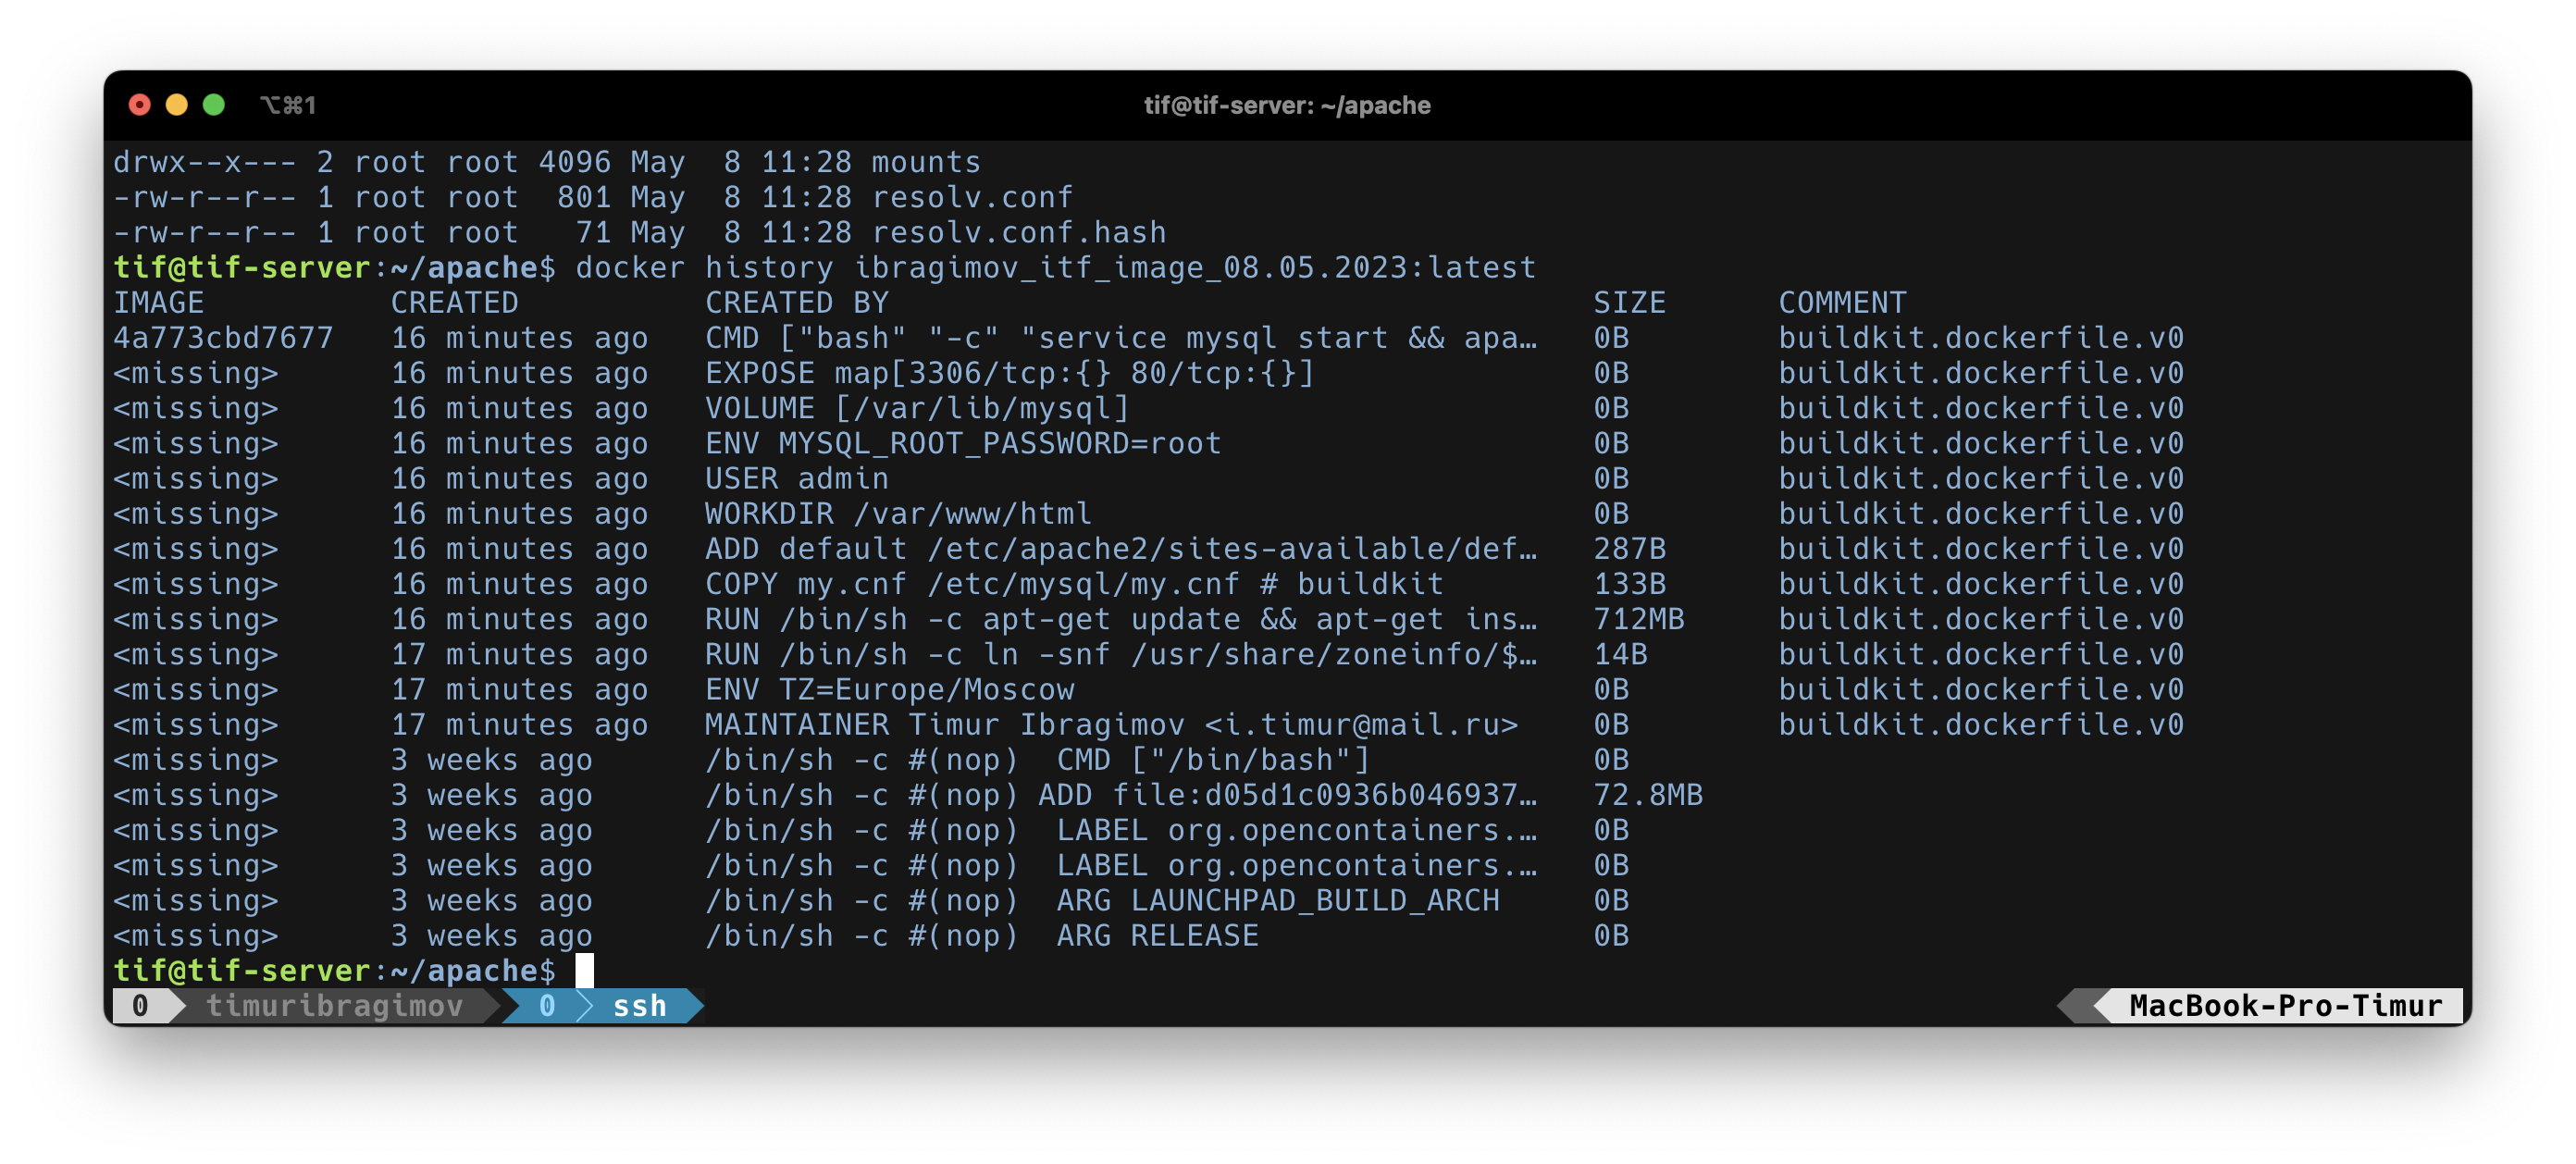 ⌥⌘1 tif@tif-server: ~/apache
drwx--x--- 2 root root 4096 May  8 11:28 mounts
-rw-r--r-- 1 root root  801 May  8 11:28 resolv.conf
-rw-r--r-- 1 root root   71 May  8 11:28 resolv.conf.hash
tif@tif-server:~/apache$ docker history ibragimov_itf_image_08.05.2023:latest
IMAGE          CREATED          CREATED BY                                      SIZE      COMMENT
4a773cbd7677   16 minutes ago   CMD ["bash" "-c" "service mysql start && apa…   0B        buildkit.dockerfile.v0
<missing>      16 minutes ago   EXPOSE map[3306/tcp:{} 80/tcp:{}]               0B        buildkit.dockerfile.v0
<missing>      16 minutes ago   VOLUME [/var/lib/mysql]                         0B        buildkit.dockerfile.v0
<missing>      16 minutes ago   ENV MYSQL_ROOT_PASSWORD=root                    0B        buildkit.dockerfile.v0
<missing>      16 minutes ago   USER admin                                      0B        buildkit.dockerfile.v0
<missing>      16 minutes ago   WORKDIR /var/www/html                           0B        buildkit.dockerfile.v0
<missing>      16 minutes ago   ADD default /etc/apache2/sites-available/def…   287B      buildkit.dockerfile.v0
<missing>      16 minutes ago   COPY my.cnf /etc/mysql/my.cnf # buildkit        133B      buildkit.dockerfile.v0
<missing>      16 minutes ago   RUN /bin/sh -c apt-get update && apt-get ins…   712MB     buildkit.dockerfile.v0
<missing>      17 minutes ago   RUN /bin/sh -c ln -snf /usr/share/zoneinfo/$…   14B       buildkit.dockerfile.v0
<missing>      17 minutes ago   ENV TZ=Europe/Moscow                            0B        buildkit.dockerfile.v0
<missing>      17 minutes ago   MAINTAINER Timur Ibragimov <i.timur@mail.ru>    0B        buildkit.dockerfile.v0
<missing>      3 weeks ago      /bin/sh -c #(nop)  CMD ["/bin/bash"]            0B
<missing>      3 weeks ago      /bin/sh -c #(nop) ADD file:d05d1c0936b046937…   72.8MB
<missing>      3 weeks ago      /bin/sh -c #(nop)  LABEL org.opencontainers.…   0B
<missing>      3 weeks ago      /bin/sh -c #(nop)  LABEL org.opencontainers.…   0B
<missing>      3 weeks ago      /bin/sh -c #(nop)  ARG LAUNCHPAD_BUILD_ARCH     0B
<missing>      3 weeks ago      /bin/sh -c #(nop)  ARG RELEASE                  0B
tif@tif-server:~/apache$
0 timuribragimov 0 ssh MacBook-Pro-Timur